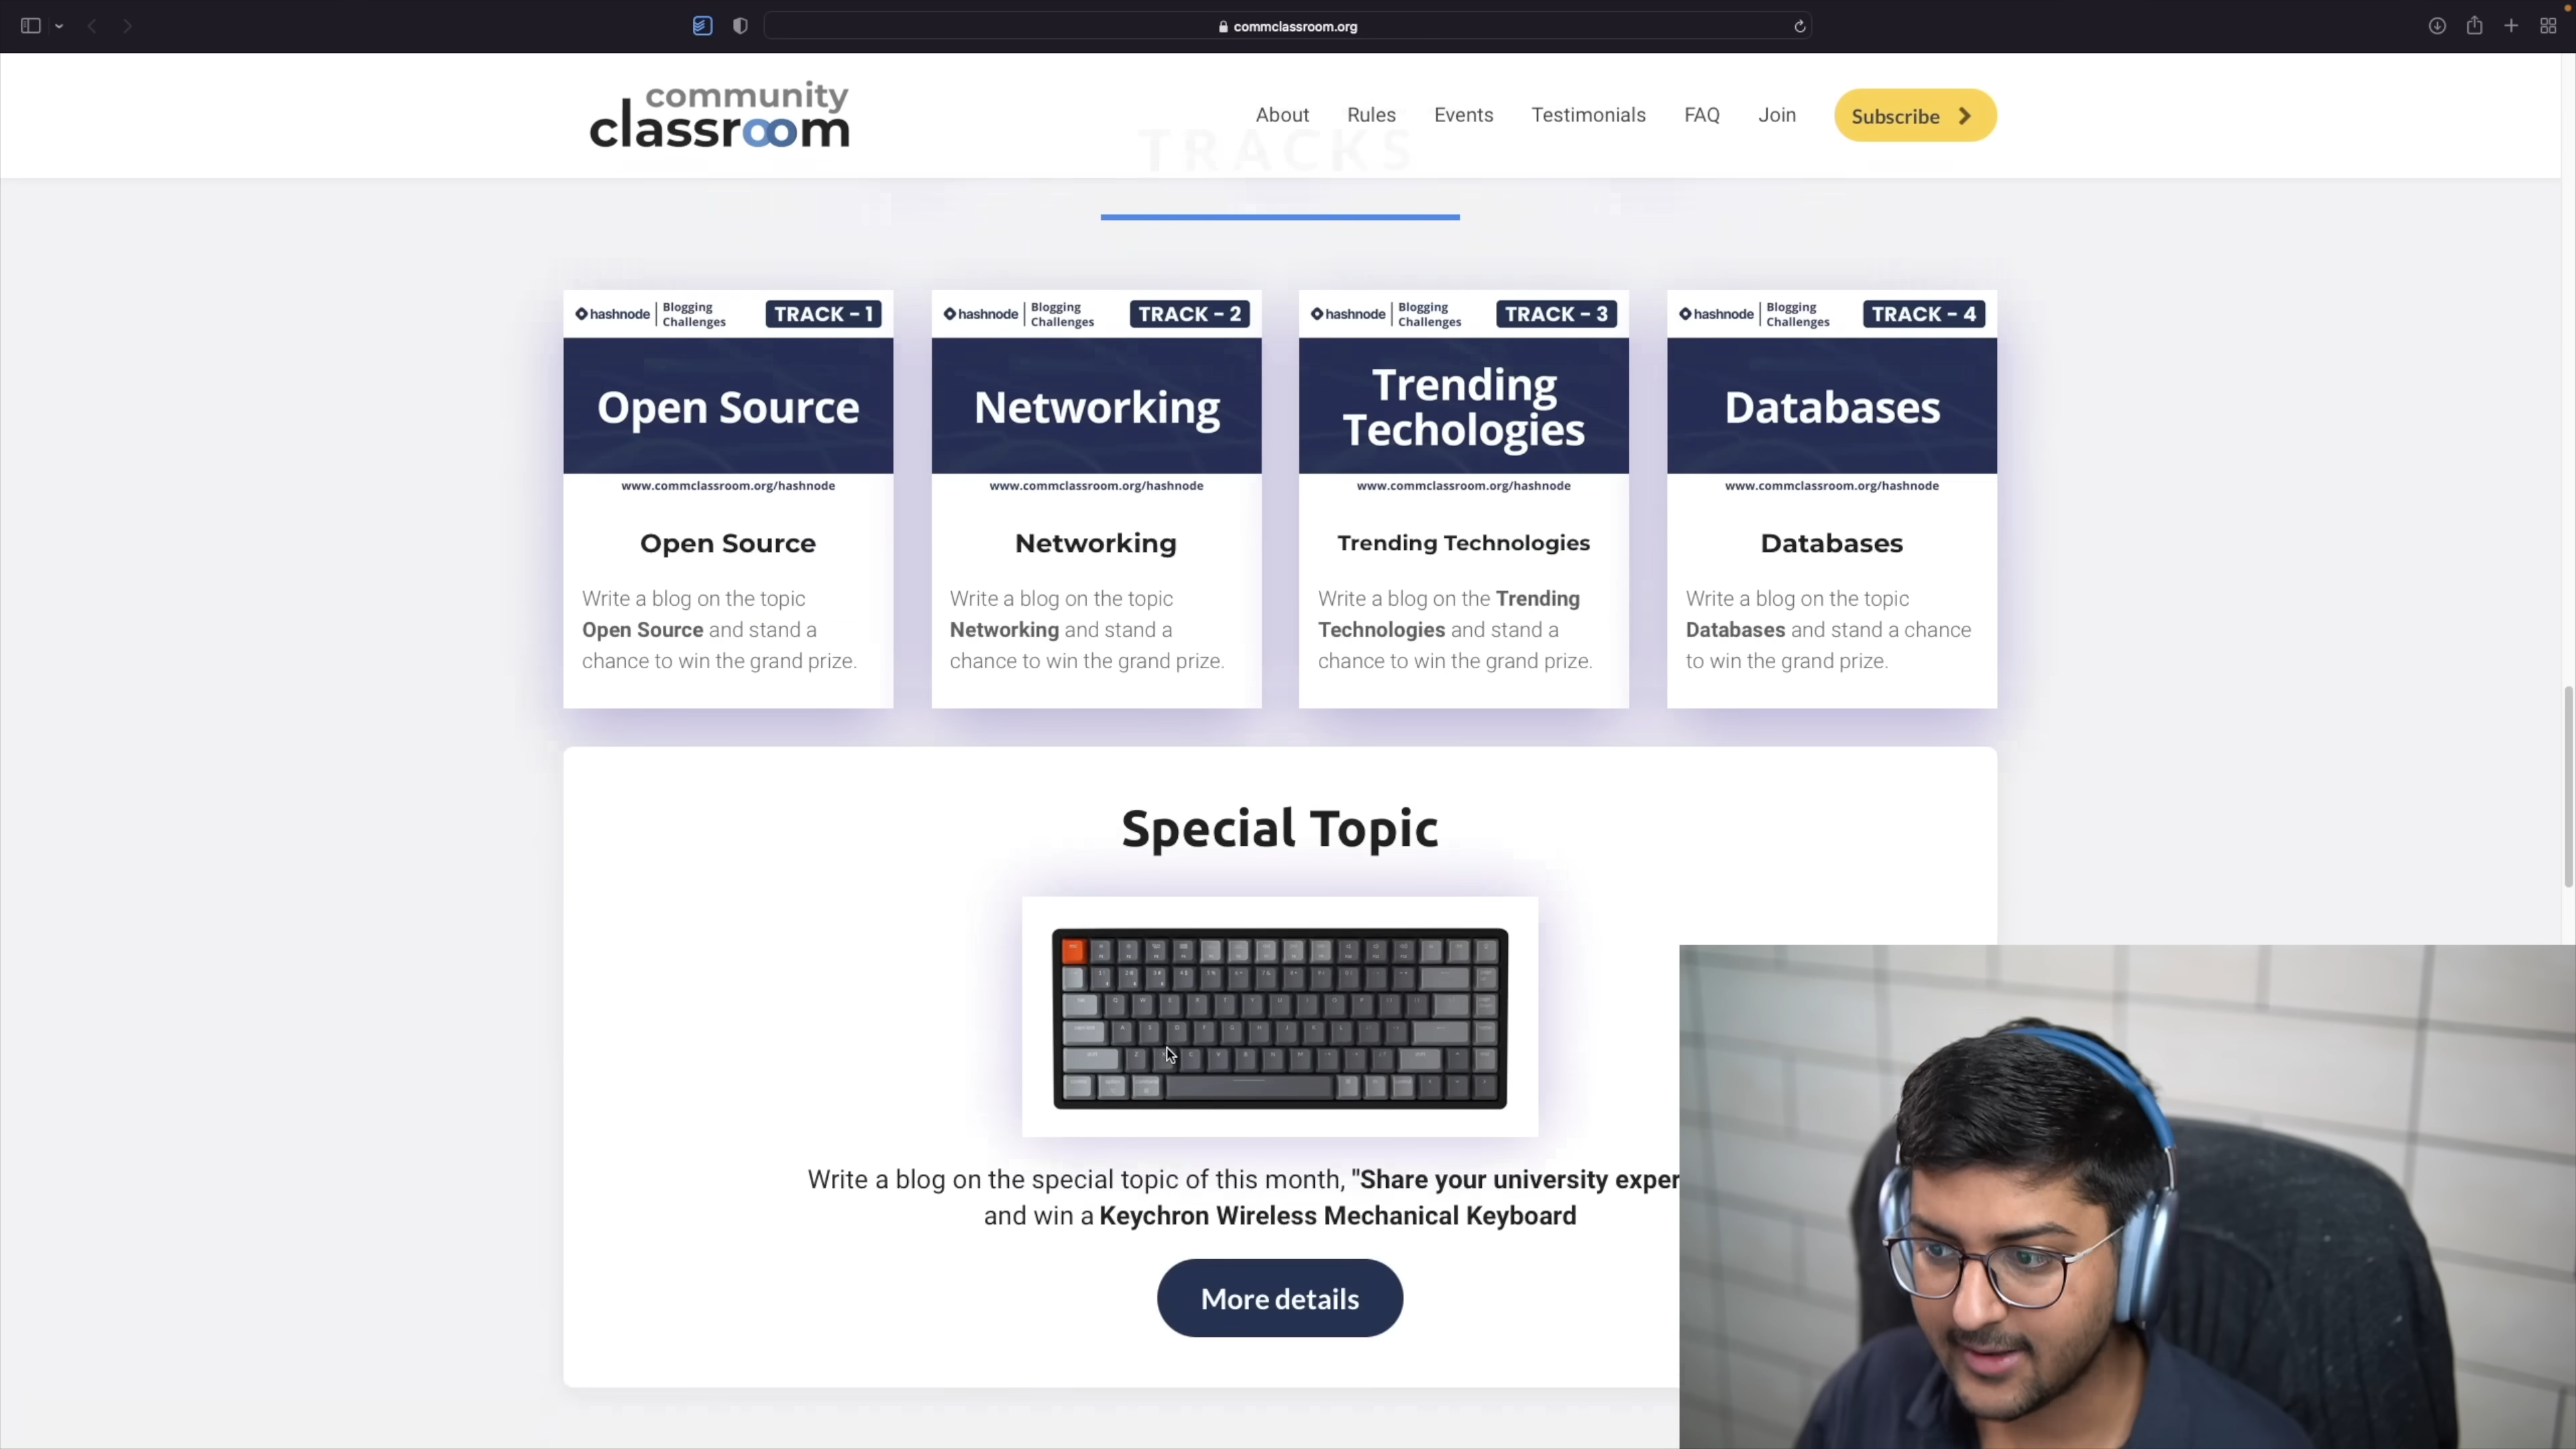 commclassroom.org
community
classroom
About Rules Events Testimonials FAQ Join Subscribe
TRACKS
hashnode Blogging Challenges TRACK - 1
Open Source
www.commclassroom.org/hashnode
Open Source
Write a blog on the topic
Open Source and stand a
chance to win the grand prize.
hashnode Blogging Challenges TRACK - 2
Networking
www.commclassroom.org/hashnode
Networking
Write a blog on the topic
Networking and stand a
chance to win the grand prize.
hashnode Blogging Challenges TRACK - 3
Trending
Techologies
www.commclassroom.org/hashnode
Trending Technologies
Write a blog on the Trending
Technologies and stand a
chance to win the grand prize.
hashnode Blogging Challenges TRACK - 4
Databases
www.commclassroom.org/hashnode
Databases
Write a blog on the topic
Databases and stand a chance
to win the grand prize.
Special Topic
Write a blog on the special topic of this month, "Share your university exper
and win a Keychron Wireless Mechanical Keyboard
More details